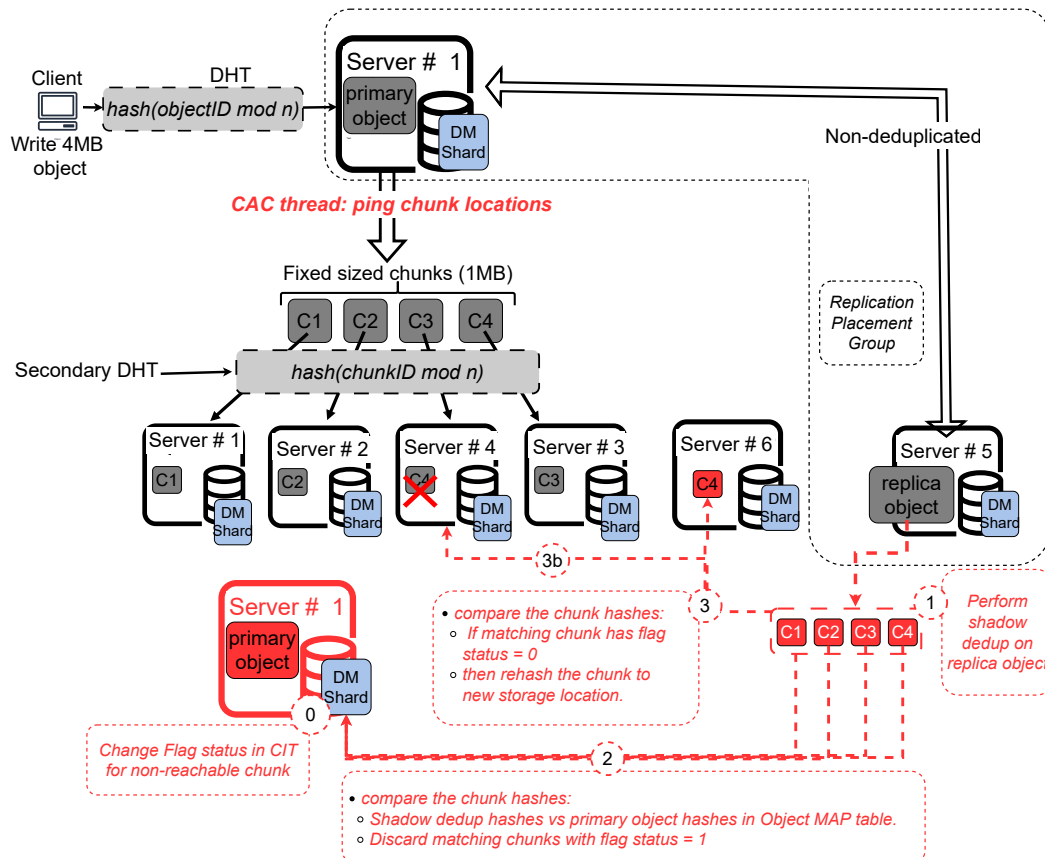 Client
Write 4MB
object
DHT
hash(objectID mod n)
Server # 1
primary
object
DM
Shard
Non-deduplicated
CAC thread: ping chunk locations
Fixed sized chunks (1MB)
C1
C2
C3
C4
Replication
Placement
Group
Secondary DHT
hash(chunkID mod n)
Server # 1
C1
DM
Shard
Server # 2
C2
DM
Shard
Server # 4
C4
DM
Shard
Server # 3
C3
DM
Shard
Server # 6
C4
DM
Shard
Server # 5
replica
object
DM
Shard
3b
3
1
Perform
shadow
dedup on
replica object
C1
C2
C3
C4
• compare the chunk hashes:
○ If matching chunk has flag
status = 0
○ then rehash the chunk to
new storage location.
Server # 1
primary
object
DM
Shard
0
Change Flag status in CIT
for non-reachable chunk
2
• compare the chunk hashes:
○ Shadow dedup hashes vs primary object hashes in Object MAP table.
○ Discard matching chunks with flag status = 1